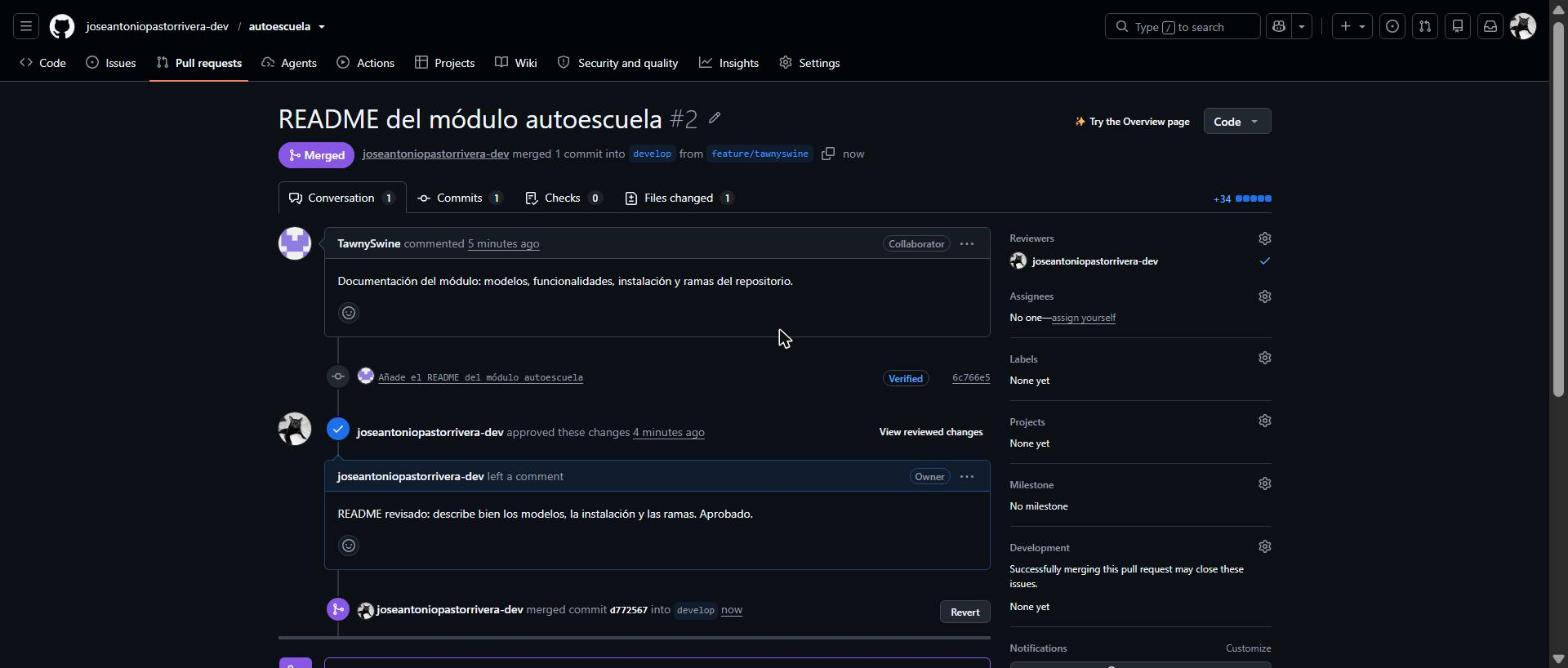 joseantoniopastorrivera-dev / autoescuela
Type / to search
Code Issues Pull requests Agents Actions Projects Wiki Security and quality Insights Settings
README del módulo autoescuela #2
Try the Overview page Code
Merged joseantoniopastorrivera-dev merged 1 commit into develop from feature/tawnyswine now
Conversation 1 Commits 1 Checks 0 Files changed 1
+34
TawnySwine commented 5 minutes ago Collaborator
Documentación del módulo: modelos, funcionalidades, instalación y ramas del repositorio.
Añade el README del módulo autoescuela Verified 6c766e5
joseantoniopastorrivera-dev approved these changes 4 minutes ago View reviewed changes
joseantoniopastorrivera-dev left a comment Owner
README revisado: describe bien los modelos, la instalación y las ramas. Aprobado.
joseantoniopastorrivera-dev merged commit d772567 into develop now Revert
Reviewers
joseantoniopastorrivera-dev
Assignees
No one—assign yourself
Labels
None yet
Projects
None yet
Milestone
No milestone
Development
Successfully merging this pull request may close these
issues.
None yet
Notifications Customize